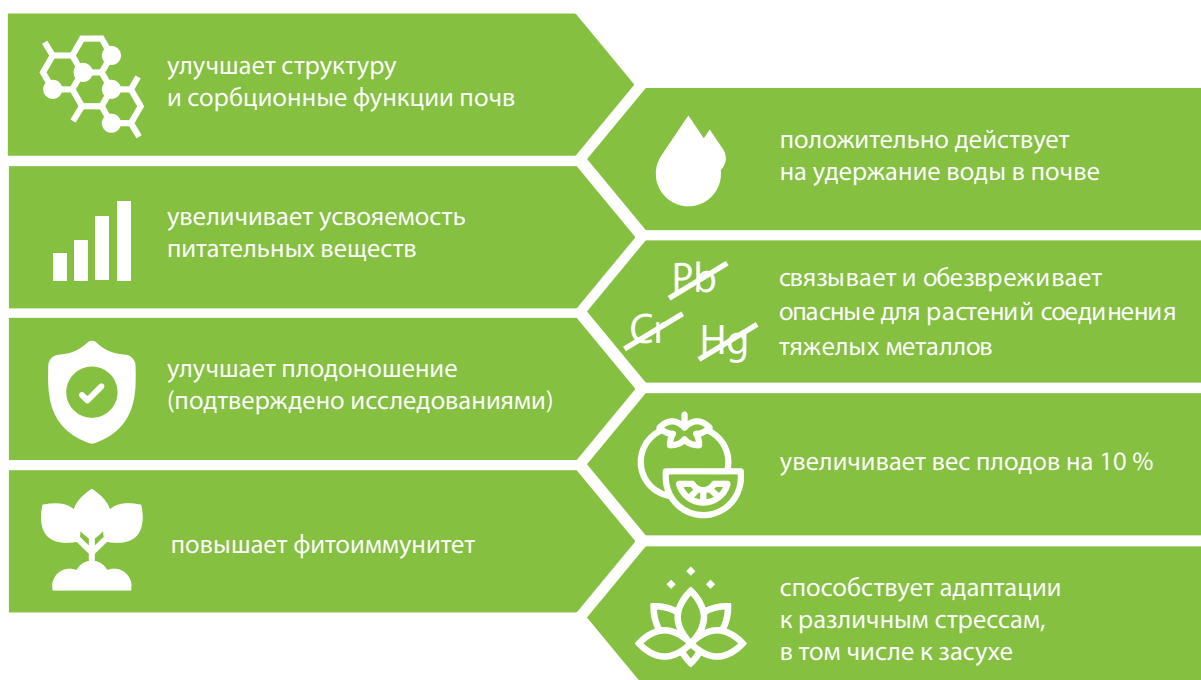 улучшает структуру
и сорбционные функции почв
положительно действует
на удержание воды в почве
увеличивает усвояемость
питательных веществ
Pb
Cr
Hg
связывает и обезвреживает
опасные для растений соединения
тяжелых металлов
улучшает плодоношение
(подтверждено исследованиями)
увеличивает вес плодов на 10 %
повышает фитоиммунитет
способствует адаптации
к различным стрессам,
в том числе к засухе